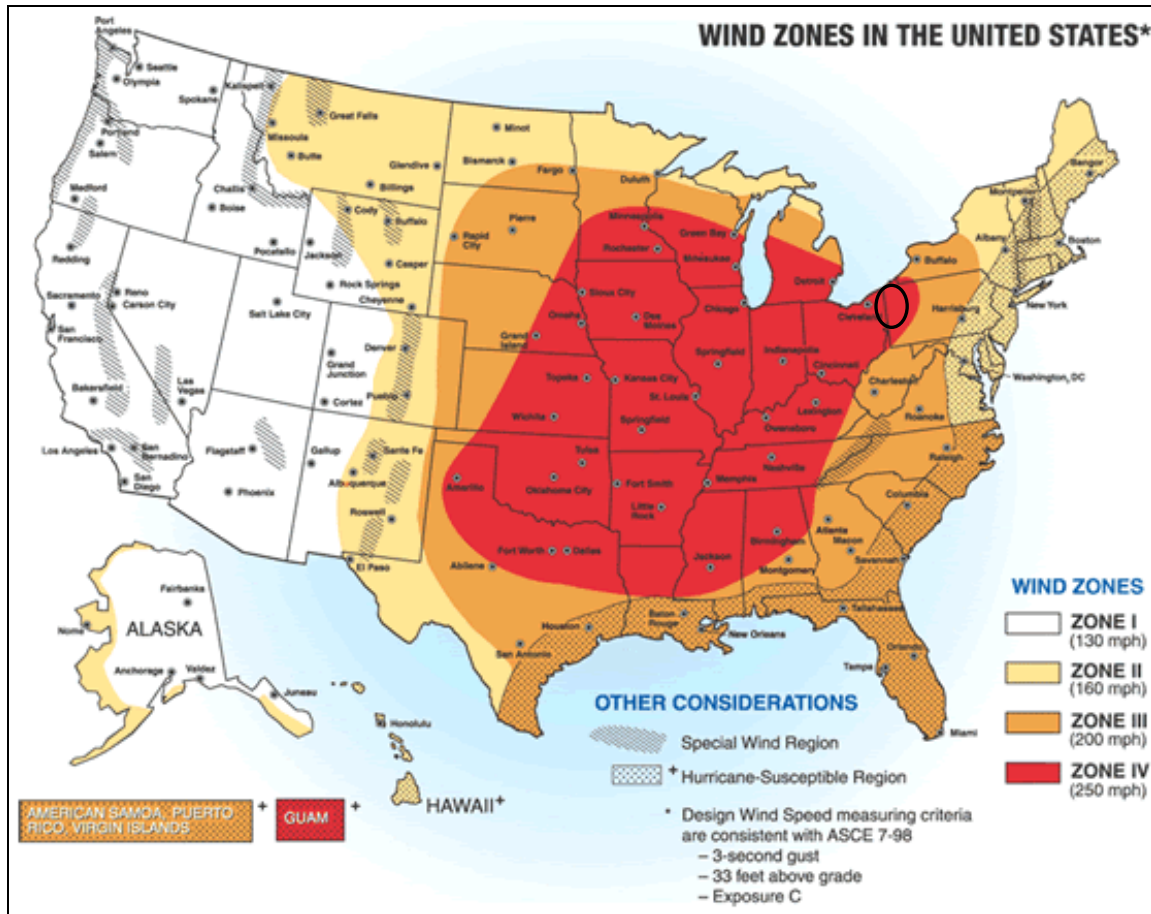 WIND ZONES IN THE UNITED STATES*
Port
Angeles
Seattle
Olympia
Spokane
Kalispell
Great Falls
Minot
Portland
Salem
Missoula
Butte
Glendive
Bismarck
Fargo
Duluth
Bangor
Medford
Challis
Boise
Billings
Cody
Buffalo
Pierre
Rapid
City
Minneapolis
Rochester
Green Bay
Milwaukee
Montpelier
Albany
Boston
Buffalo
Redding
Pocatello
Jackson
Casper
Rock Springs
Cheyenne
Sioux City
Detroit
Chicago
Cleveland
Harrisburg
New York
Sacramento
Reno
Carson City
Salt Lake City
San
Francisco
Omaha
Des
Moines
Grand
Island
Denver
Grand
Junction
Pueblo
Cortez
Topeka
Kansas City
Springfield
St. Louis
Indianapolis
Cincinnati
Charleston
Washington, DC
Bakersfield
Las
Vegas
Wichita
Springfield
Lexington
Owensboro
Roanoke
Los Angeles
San
Bernadino
San
Diego
Flagstaff
Phoenix
Gallup
Sante Fe
Albuquerque
Roswell
El Paso
Amarillo
Tulsa
Oklahoma City
Fort Smith
Little
Rock
Memphis
Nashville
Raleigh
Columbia
Fort Worth
Dallas
Abilene
Jackson
Birmingham
Montgomery
Atlanta
Macon
Savannah
Tallahassee
Houston
San Antonio
Baton
Rouge
New Orleans
Orlando
Tampa
Miami
Fairbanks
Nome
ALASKA
Anchorage
Valdez
Juneau
Honolulu
HAWAII+
AMERICAN SAMOA, PUERTO
RICO, VIRGIN ISLANDS
+
GUAM
+
OTHER CONSIDERATIONS
Special Wind Region
+ Hurricane-Susceptible Region
* Design Wind Speed measuring criteria
are consistent with ASCE 7-98
– 3-second gust
– 33 feet above grade
– Exposure C
WIND ZONES
ZONE I
(130 mph)
ZONE II
(160 mph)
ZONE III
(200 mph)
ZONE IV
(250 mph)